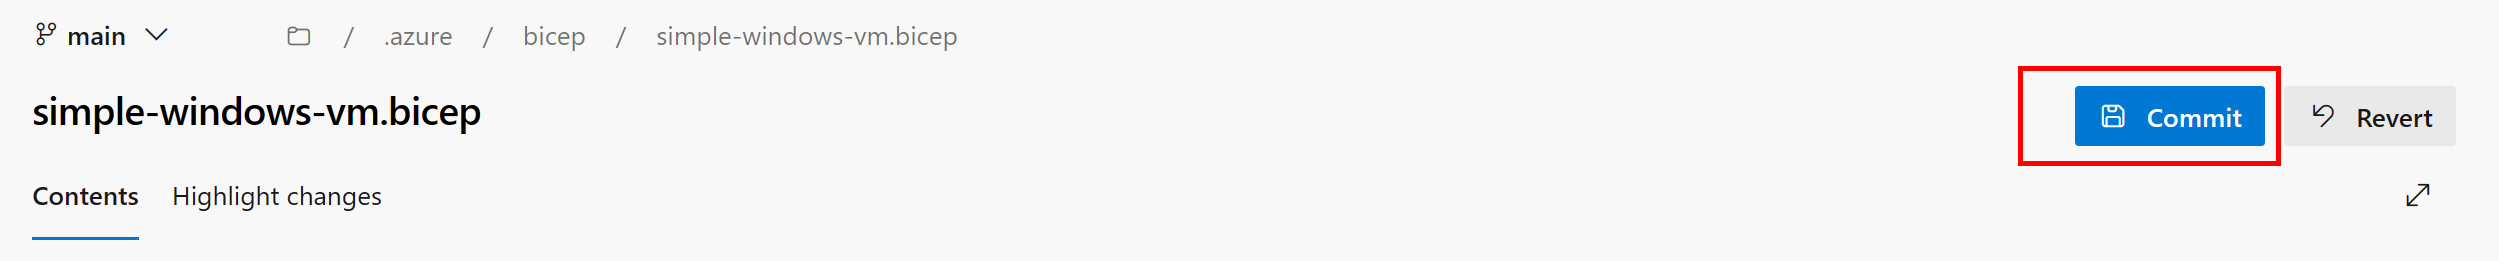 main / .azure / bicep / simple-windows-vm.bicep
simple-windows-vm.bicep
Commit Revert
Contents Highlight changes